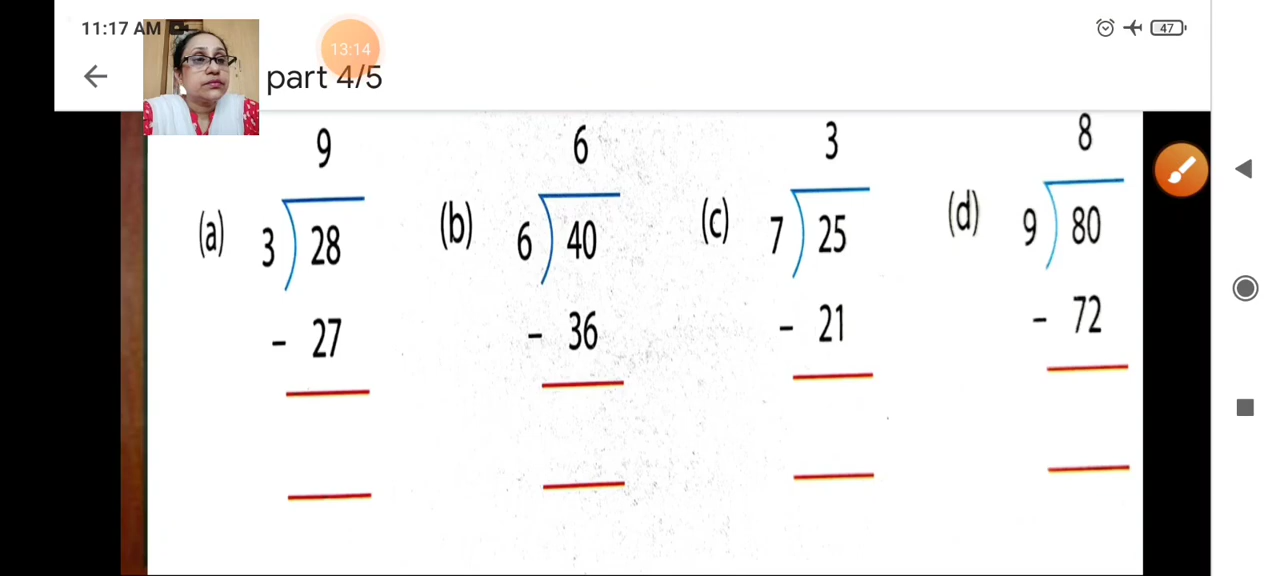 11:17 AM
47
13:14
part 4/5
9 6 3 8
(a) 3 28 (b) 6 40 (c) 7 25 (d) 9 80
- 27 - 36 - 21 - 72